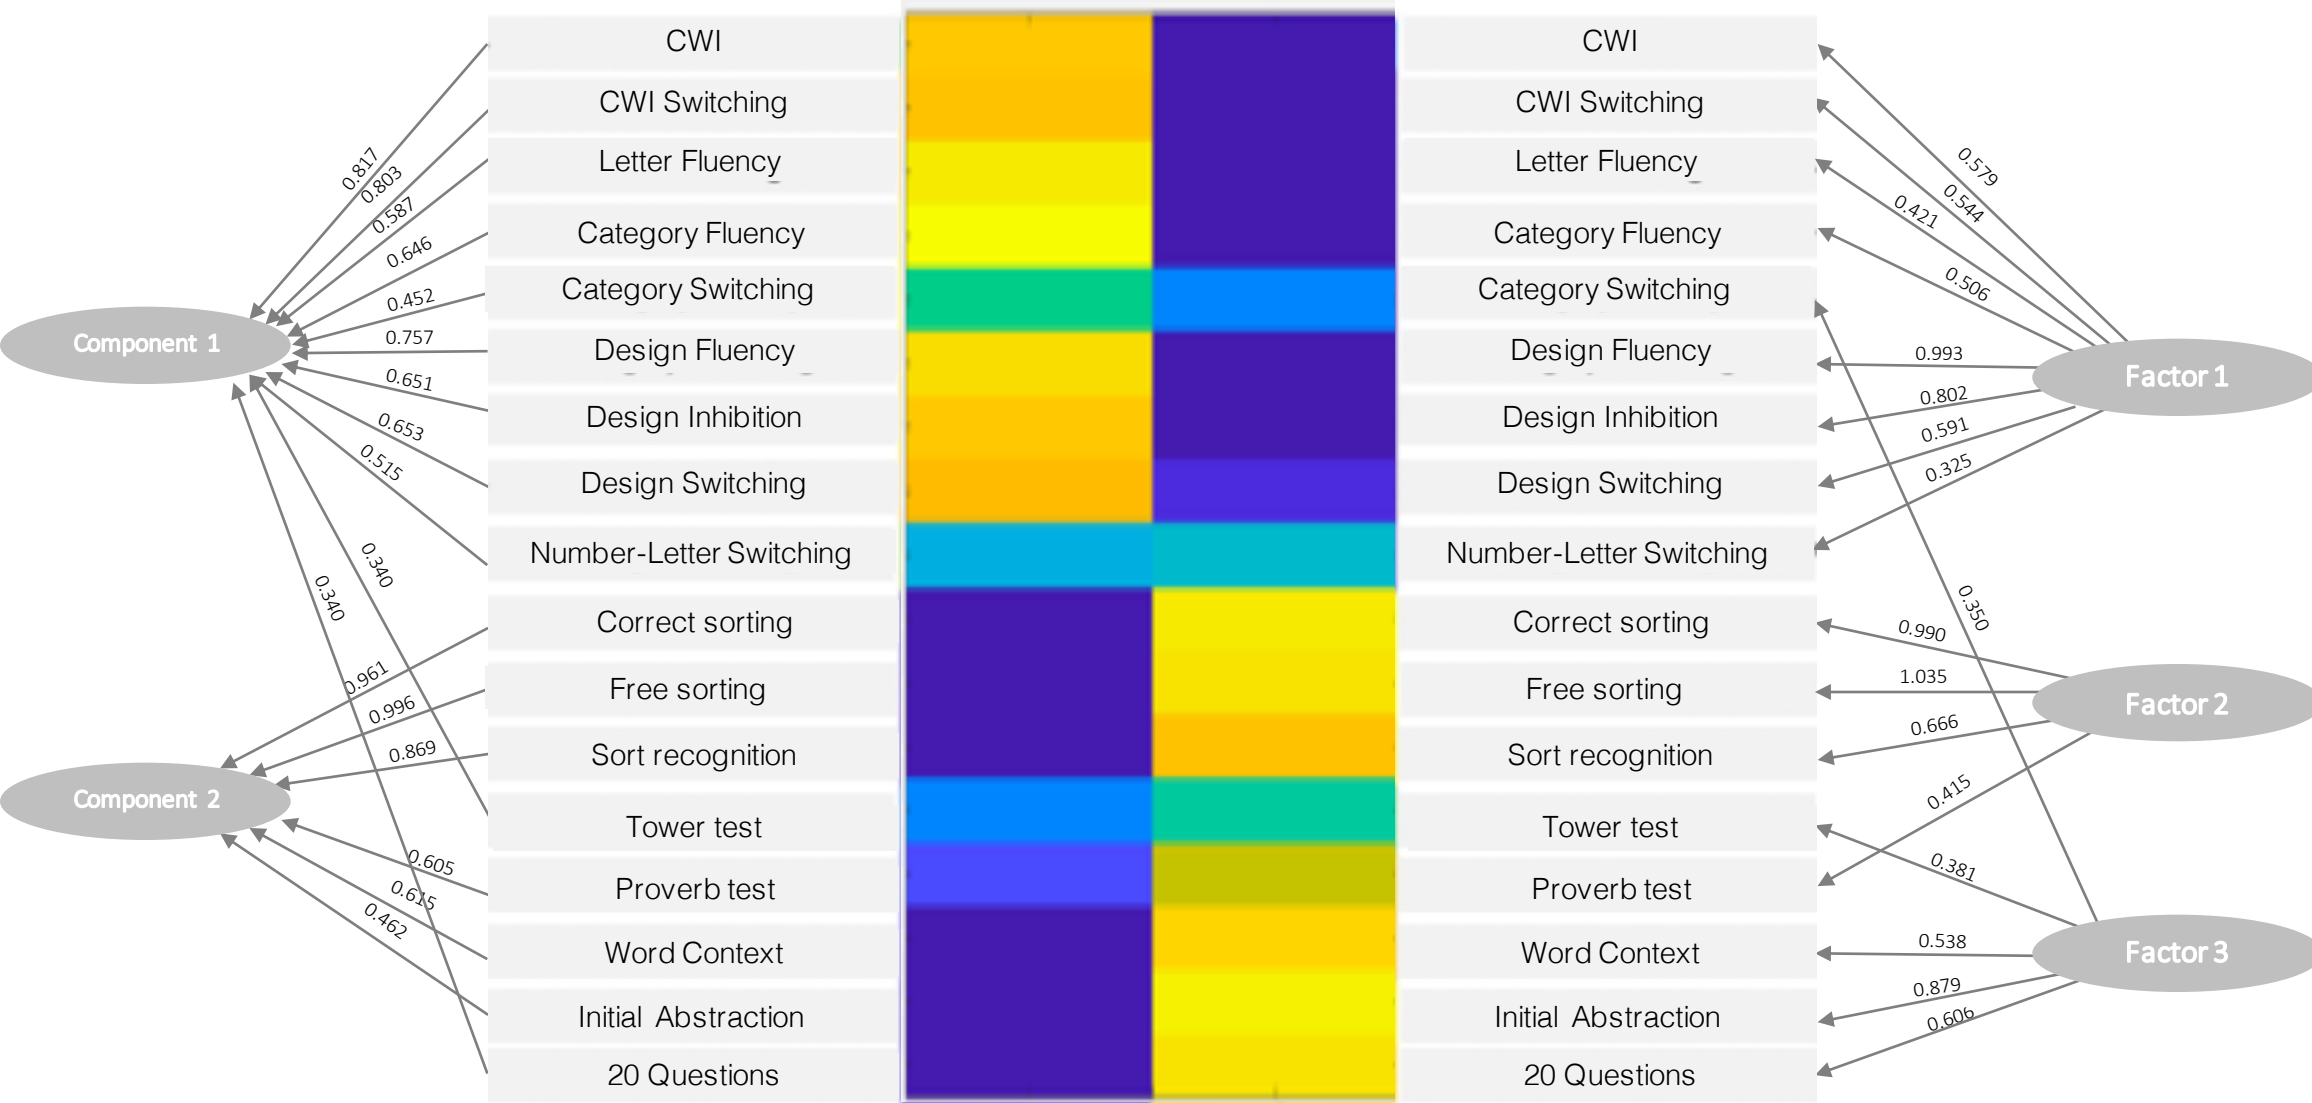 CWI
CWI Switching
Letter Fluency
Category Fluency
Category Switching
Design Fluency
Design Inhibition
Design Switching
Number-Letter Switching
Correct sorting
Free sorting
Sort recognition
Tower test
Proverb test
Word Context
Initial Abstraction
20 Questions
Component 1
Component 2
0.817
0.803
0.587
0.646
0.452
0.757
0.651
0.653
0.515
0.340
0.340
0.961
0.996
0.869
0.605
0.615
0.462
CWI
CWI Switching
Letter Fluency
Category Fluency
Category Switching
Design Fluency
Design Inhibition
Design Switching
Number-Letter Switching
Correct sorting
Free sorting
Sort recognition
Tower test
Proverb test
Word Context
Initial Abstraction
20 Questions
0.579
0.544
0.421
0.506
0.993
0.802
0.591
0.325
0.350
0.990
1.035
0.666
0.415
0.381
0.538
0.879
0.606
Factor 1
Factor 2
Factor 3